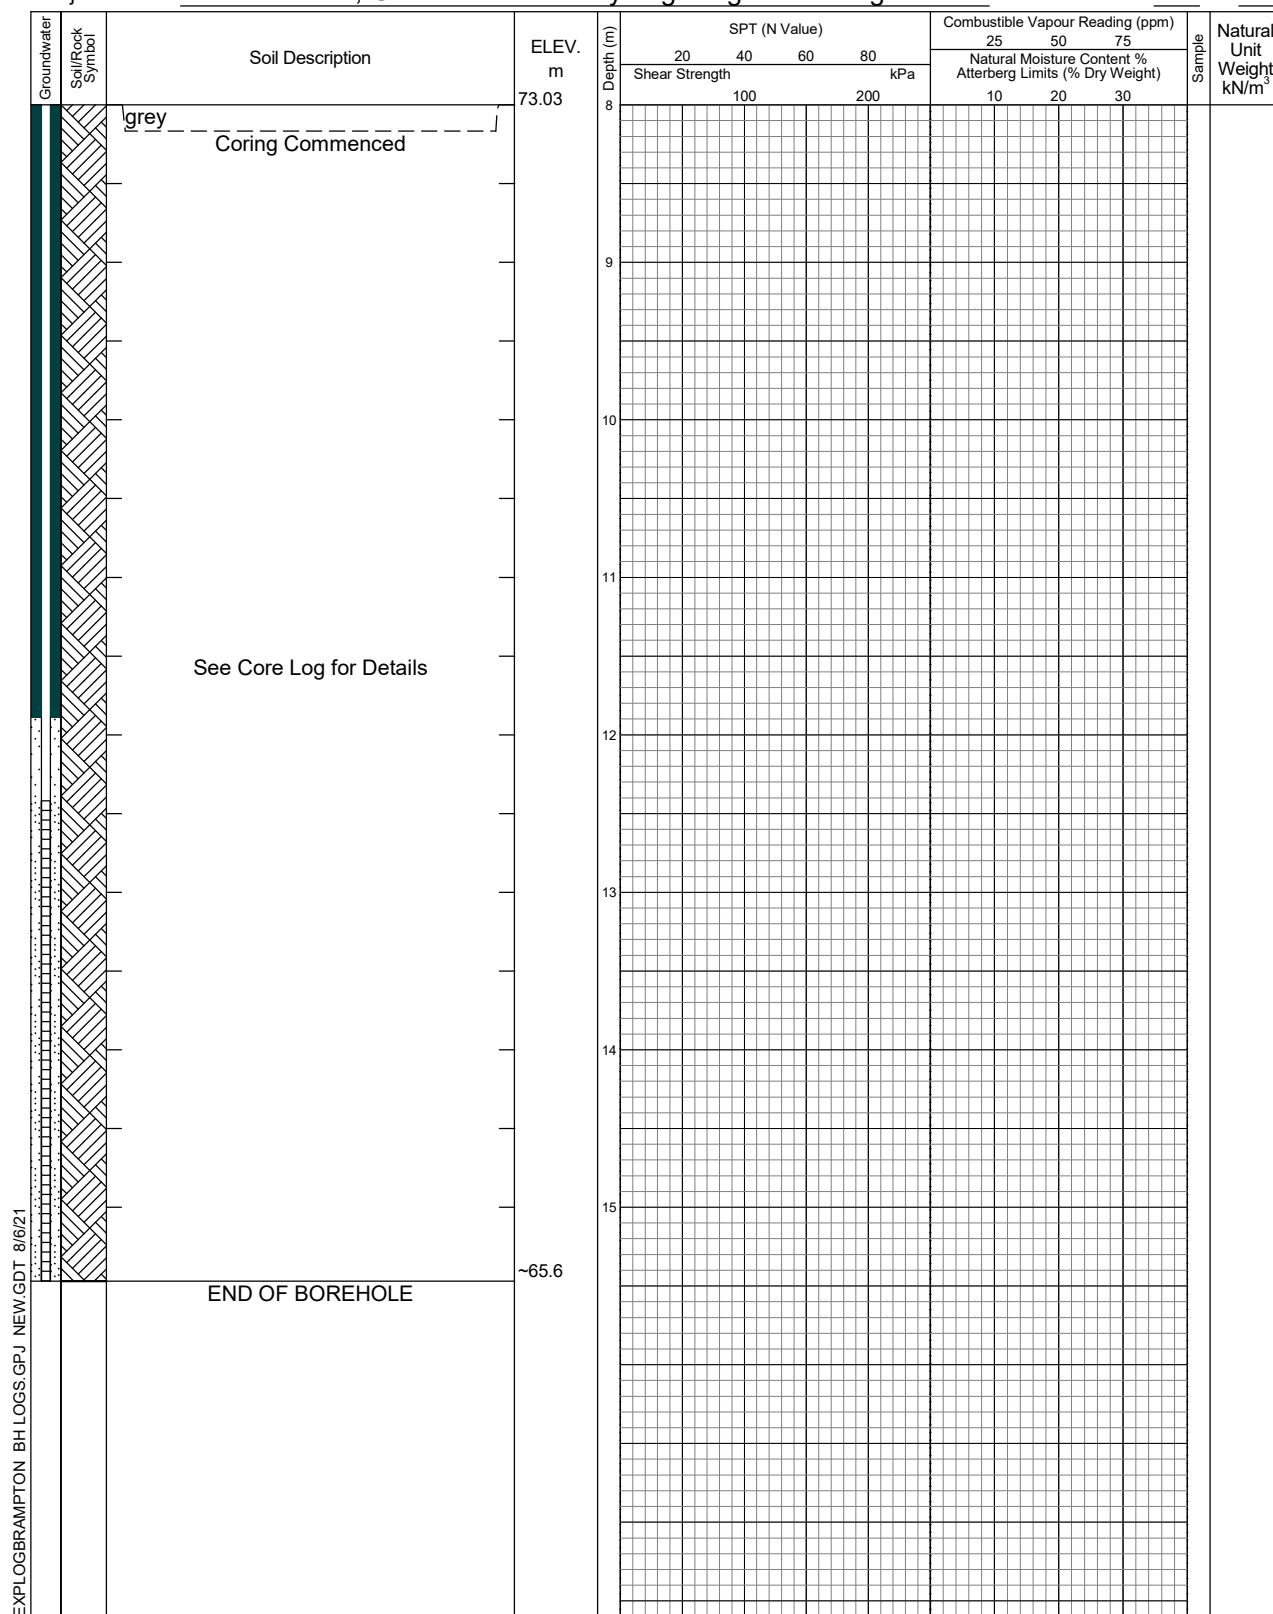 Groundwater
Soil/Rock
Symbol
Soil Description
ELEV.
m
Depth (m)
SPT (N Value)
20 40 60 80
Shear Strength kPa
100 200
Combustible Vapour Reading (ppm)
25 50 75
Natural Moisture Content %
Atterberg Limits (% Dry Weight)
10 20 30
Sample
Natural
Unit
Weight
kN/m³
73.03
8
grey
Coring Commenced
9
10
11
See Core Log for Details
12
13
14
15
~65.6
END OF BOREHOLE
EXPLOGBRAMPTON BH LOGS.GPJ NEW.GDT 8/6/21